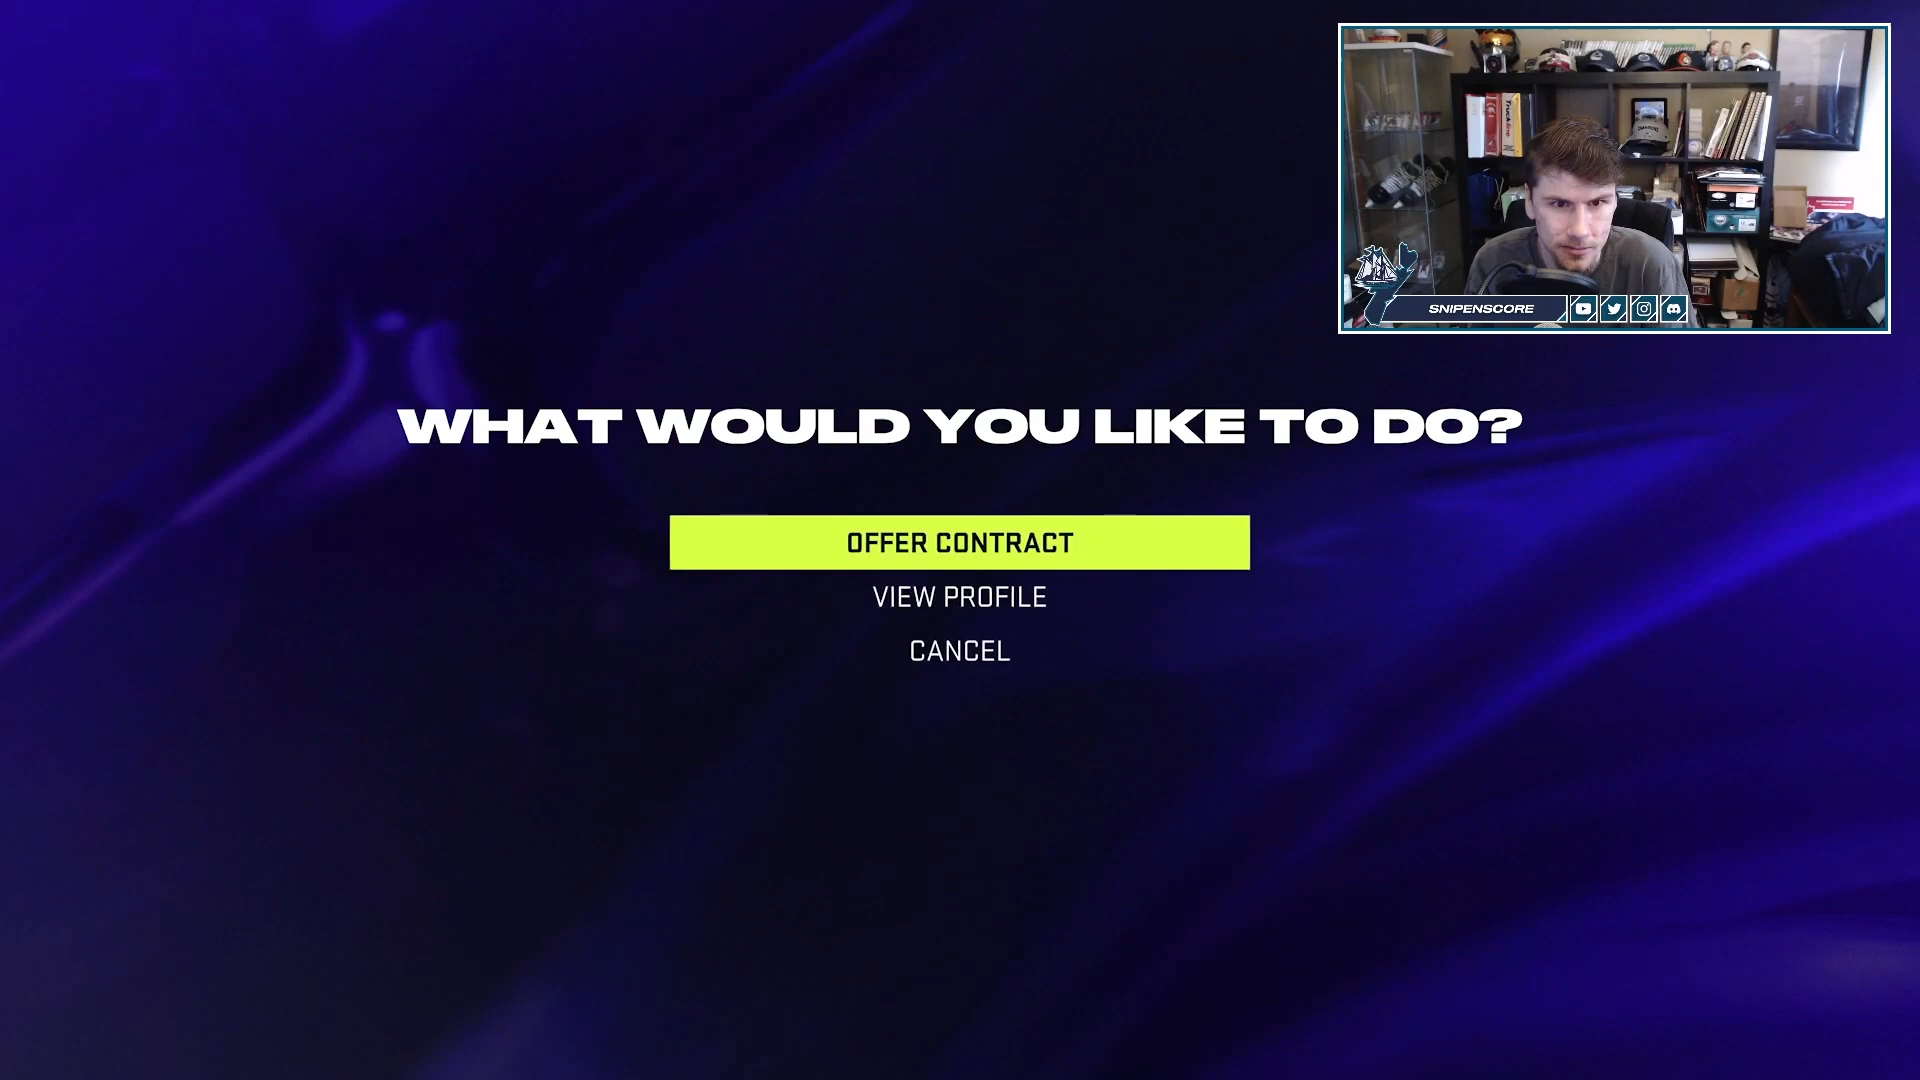 SNIPENSCORE
WHAT WOULD YOU LIKE TO DO?
OFFER CONTRACT
VIEW PROFILE
CANCEL